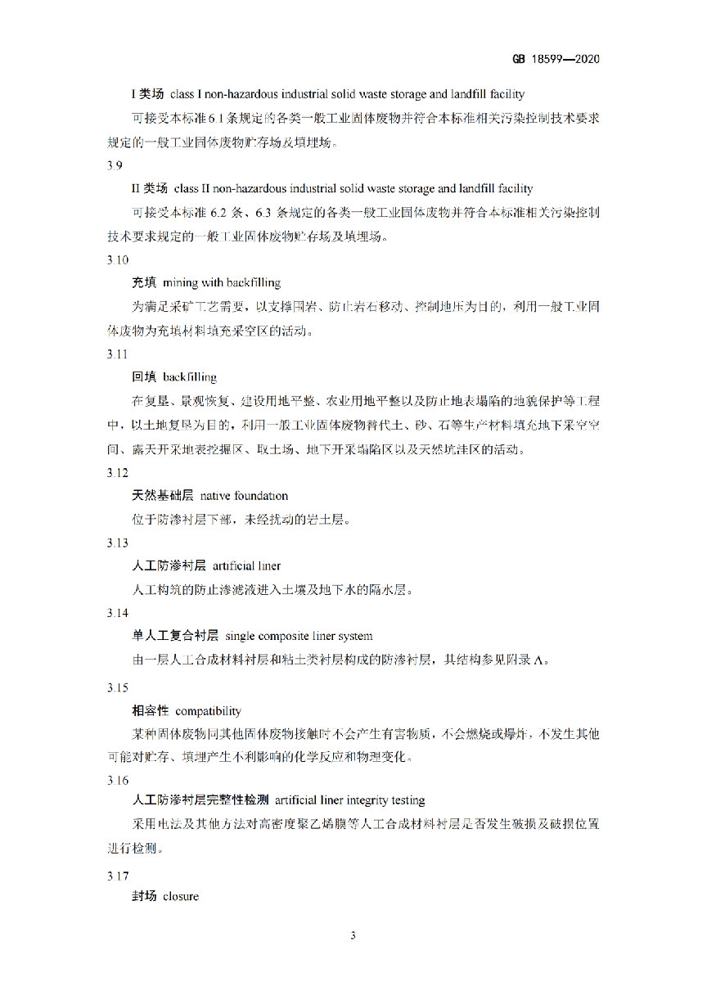 GB 18599—2020
I 类场 class I non-hazardous industrial solid waste storage and landfill facility
可接受本标准6.1条规定的各类一般工业固体废物并符合本标准相关污染控制技术要求
规定的一般工业固体废物贮存场及填埋场。
3.9
II 类场 class II non-hazardous industrial solid waste storage and landfill facility
可接受本标准 6.2 条、6.3 条规定的各类一般工业固体废物并符合本标准相关污染控制
技术要求规定的一般工业固体废物贮存场及填埋场。
3.10
充填 mining with backfilling
为满足采矿工艺需要，以支撑围岩、防止岩石移动、控制地压为目的，利用一般工业固
体废物为充填材料填充采空区的活动。
3.11
回填 backfilling
在复垦、景观恢复、建设用地平整、农业用地平整以及防止地表塌陷的地貌保护等工程
中，以土地复垦为目的，利用一般工业固体废物替代土、砂、石等生产材料填充地下采空空
间、露天开采地表挖掘区、取土场、地下开采塌陷区以及天然坑洼区的活动。
3.12
天然基础层 native foundation
位于防渗衬层下部，未经扰动的岩土层。
3.13
人工防渗衬层 artificial liner
人工构筑的防止渗滤液进入土壤及地下水的隔水层。
3.14
单人工复合衬层 single composite liner system
由一层人工合成材料衬层和粘土类衬层构成的防渗衬层，其结构参见附录 A。
3.15
相容性 compatibility
某种固体废物同其他固体废物接触时不会产生有害物质，不会燃烧或爆炸，不发生其他
可能对贮存、填埋产生不利影响的化学反应和物理变化。
3.16
人工防渗衬层完整性检测 artificial liner integrity testing
采用电法及其他方法对高密度聚乙烯膜等人工合成材料衬层是否发生破损及破损位置
进行检测。
3.17
封场 closure
3